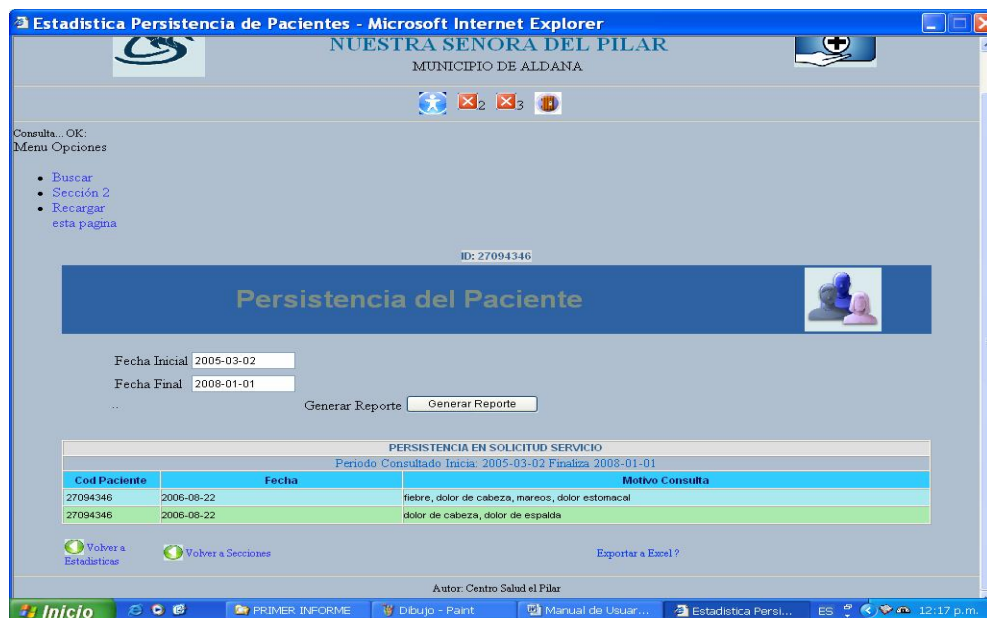 Estadistica Persistencia de Pacientes - Microsoft Internet Explorer
NUESTRA SEÑORA DEL PILAR
MUNICIPIO DE ALDANA
2 3
Consulta... OK:
Menu Opciones
Buscar
Sección 2
Recargar
esta pagina
ID: 27094346
Persistencia del Paciente
Fecha Inicial 2005-03-02
Fecha Final 2008-01-01
.. Generar Reporte Generar Reporte
PERSISTENCIA EN SOLICITUD SERVICIO
Periodo Consultado Inicia: 2005-03-02 Finaliza 2008-01-01
Cod Paciente Fecha Motivo Consulta
27094346 2006-08-22 fiebre, dolor de cabeza, mareos, dolor estomacal
27094346 2006-08-22 dolor de cabeza, dolor de espalda
Volver a
Estadisticas Volver a Secciones Exportar a Excel ?
Autor: Centro Salud el Pilar
Inicio PRIMER INFORME Dibujo - Paint Manual de Usuar... Estadistica Persi... ES 12:17 p.m.